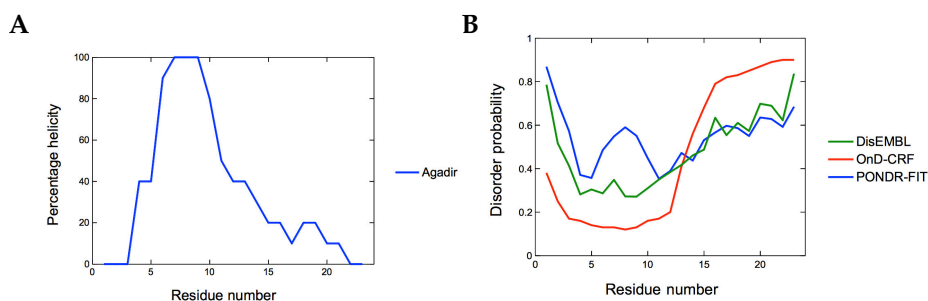 A
Percentage helicity
100
80
60
40
20
0
0
5
10
15
20
Residue number
Agadir
B
Disorder probability
1
0.8
0.6
0.4
0.2
0
0
5
10
15
20
Residue number
DisEMBL
OnD-CRF
PONDR-FIT